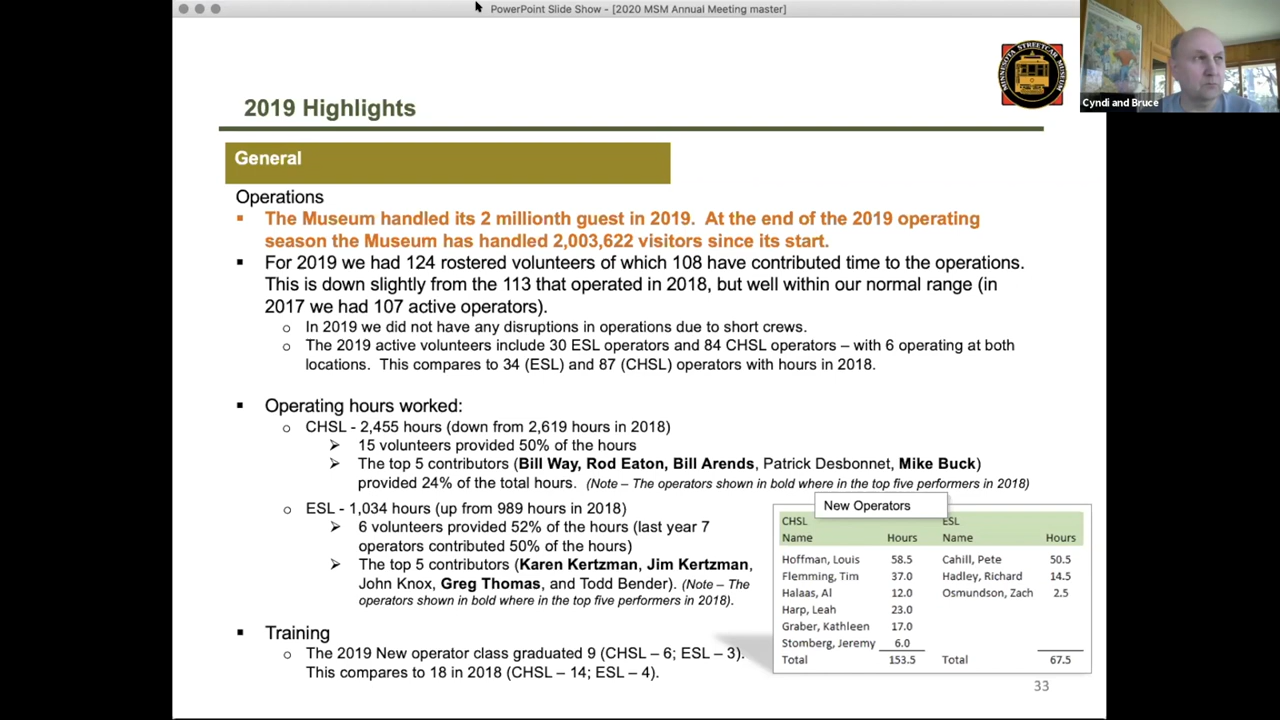 PowerPoint Slide Show - [2020 MSM Annual Meeting master]
MINNESOTA STREETCAR MUSEUM
Cyndi and Bruce
2019 Highlights
General
Operations
▪ The Museum handled its 2 millionth guest in 2019. At the end of the 2019 operating
season the Museum has handled 2,003,622 visitors since its start.
▪ For 2019 we had 124 rostered volunteers of which 108 have contributed time to the operations.
This is down slightly from the 113 that operated in 2018, but well within our normal range (in
2017 we had 107 active operators).
o In 2019 we did not have any disruptions in operations due to short crews.
o The 2019 active volunteers include 30 ESL operators and 84 CHSL operators – with 6 operating at both
locations. This compares to 34 (ESL) and 87 (CHSL) operators with hours in 2018.
▪ Operating hours worked:
o CHSL - 2,455 hours (down from 2,619 hours in 2018)
➢ 15 volunteers provided 50% of the hours
➢ The top 5 contributors (Bill Way, Rod Eaton, Bill Arends, Patrick Desbonnet, Mike Buck)
provided 24% of the total hours. (Note – The operators shown in bold where in the top five performers in 2018)
o ESL - 1,034 hours (up from 989 hours in 2018)
➢ 6 volunteers provided 52% of the hours (last year 7
operators contributed 50% of the hours)
➢ The top 5 contributors (Karen Kertzman, Jim Kertzman,
John Knox, Greg Thomas, and Todd Bender). (Note – The
operators shown in bold where in the top five performers in 2018).
▪ Training
o The 2019 New operator class graduated 9 (CHSL – 6; ESL – 3).
This compares to 18 in 2018 (CHSL – 14; ESL – 4).
New Operators
CHSL ESL
Name Hours Name Hours
Hoffman, Louis 58.5 Cahill, Pete 50.5
Flemming, Tim 37.0 Hadley, Richard 14.5
Halaas, Al 12.0 Osmundson, Zach 2.5
Harp, Leah 23.0
Graber, Kathleen 17.0
Stomberg, Jeremy 6.0
Total 153.5 Total 67.5
33